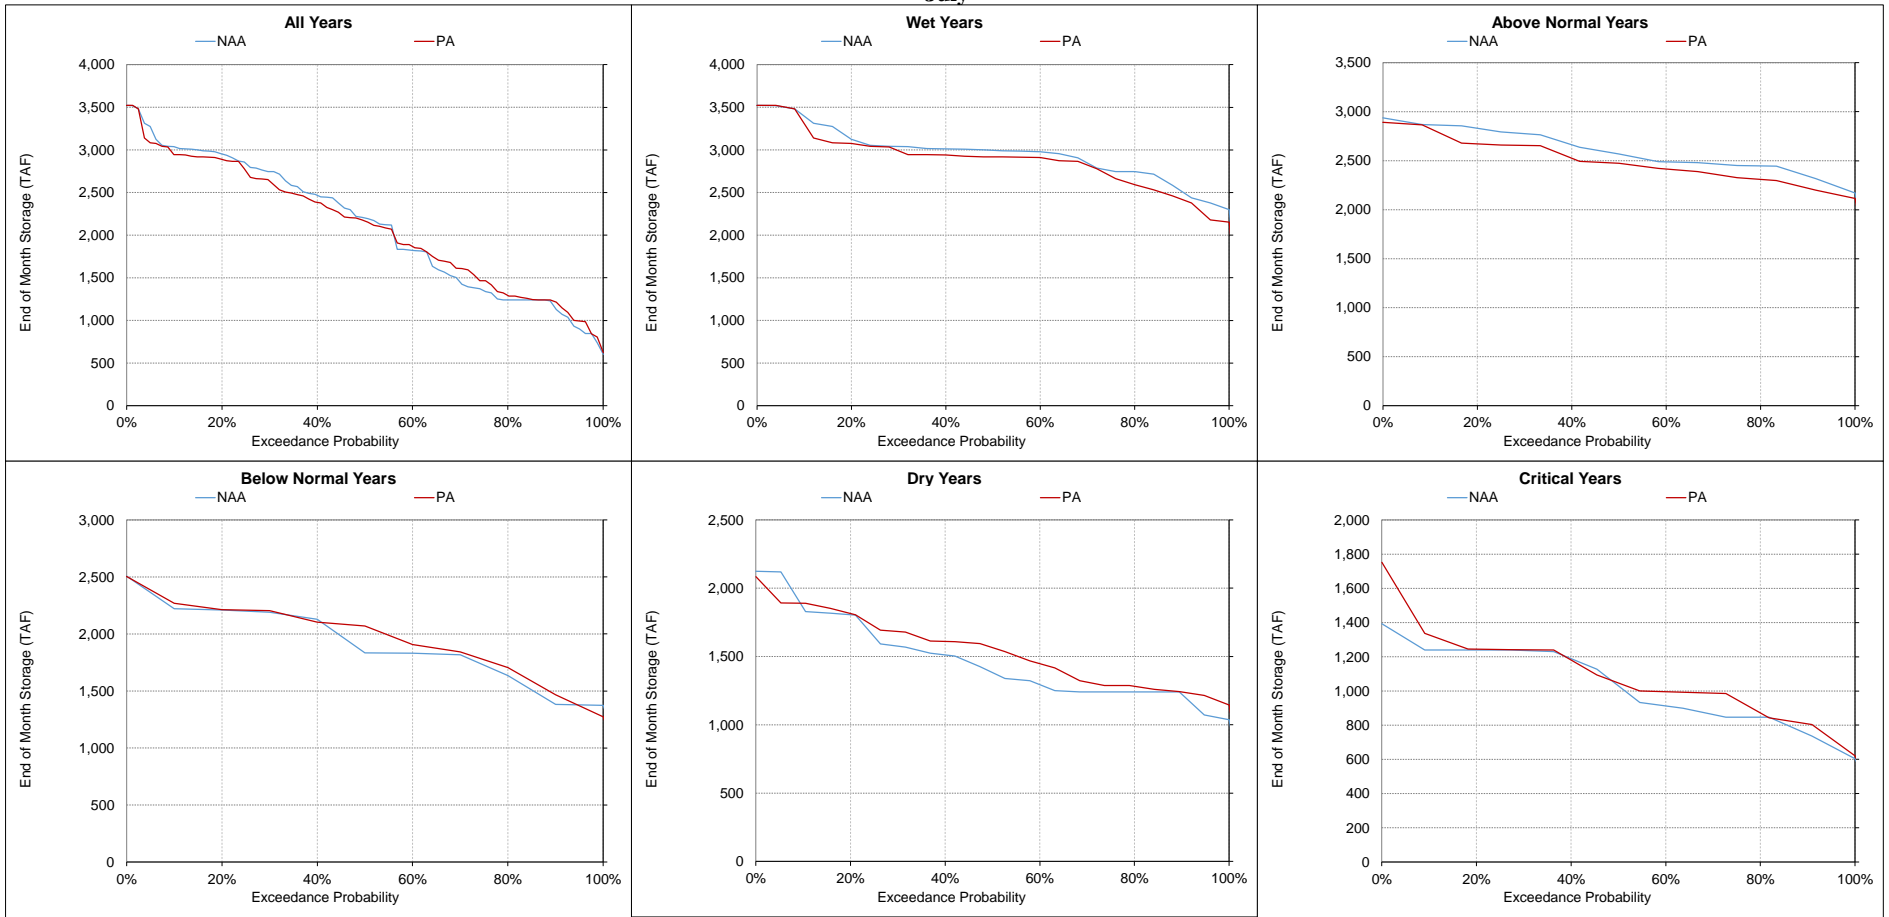 All Years
NAA PA
4,000
3,500
3,000
2,500
2,000
1,500
1,000
500
0
End of Month Storage (TAF)
0% 20% 40% 60% 80% 100%
Exceedance Probability
Wet Years
NAA PA
4,000
3,500
3,000
2,500
2,000
1,500
1,000
500
0
End of Month Storage (TAF)
0% 20% 40% 60% 80% 100%
Exceedance Probability
Above Normal Years
NAA PA
3,500
3,000
2,500
2,000
1,500
1,000
500
0
End of Month Storage (TAF)
0% 20% 40% 60% 80% 100%
Exceedance Probability
Below Normal Years
NAA PA
3,000
2,500
2,000
1,500
1,000
500
0
End of Month Storage (TAF)
0% 20% 40% 60% 80% 100%
Exceedance Probability
Dry Years
NAA PA
2,500
2,000
1,500
1,000
500
0
End of Month Storage (TAF)
0% 20% 40% 60% 80% 100%
Exceedance Probability
Critical Years
NAA PA
2,000
1,800
1,600
1,400
1,200
1,000
800
600
400
200
0
End of Month Storage (TAF)
0% 20% 40% 60% 80% 100%
Exceedance Probability